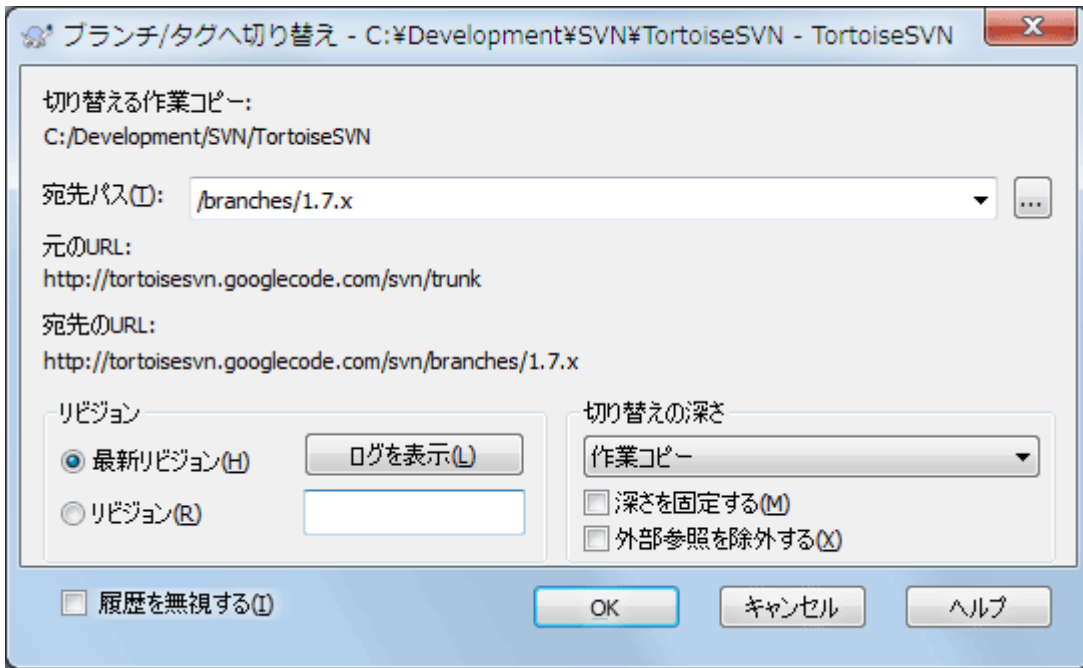 ブランチ/タグへ切り替え - C:¥Development¥SVN¥TortoiseSVN - TortoiseSVN
切り替える作業コピー:
C:/Development/SVN/TortoiseSVN
宛先パス(T): /branches/1.7.x ...
元のURL:
http://tortoisesvn.googlecode.com/svn/trunk
宛先のURL:
http://tortoisesvn.googlecode.com/svn/branches/1.7.x
リビジョン
最新リビジョン(H) ログを表示(L)
リビジョン(R)
切り替えの深さ
作業コピー
深さを固定する(M)
外部参照を除外する(X)
履歴を無視する(I) OK キャンセル ヘルプ